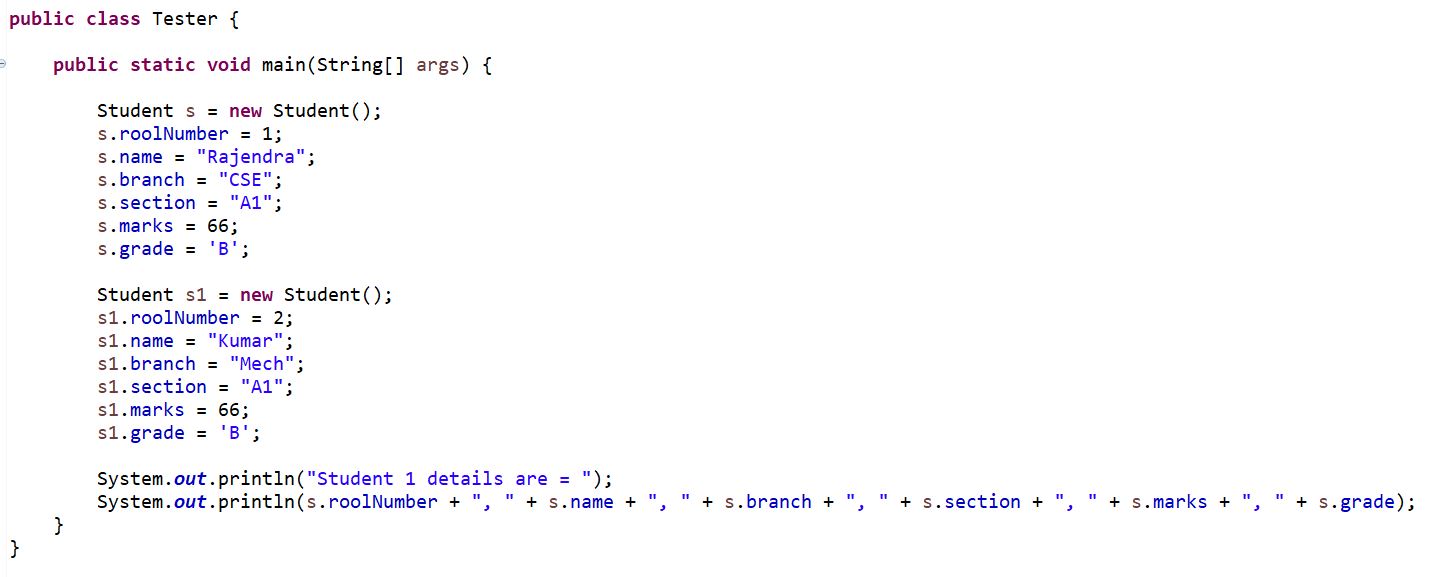 public class Tester {
public static void main(String[] args) {
Student s = new Student();
s.roolNumber = 1;
s.name = "Rajendra";
s.branch = "CSE";
s.section = "A1";
s.marks = 66;
s.grade = 'B';
Student s1 = new Student();
s1.roolNumber = 2;
s1.name = "Kumar";
s1.branch = "Mech";
s1.section = "A1";
s1.marks = 66;
s1.grade = 'B';
System.out.println("Student 1 details are = ");
System.out.println(s.roolNumber + ", " + s.name + ", " + s.branch + ", " + s.section + ", " + s.marks + ", " + s.grade);
}
}